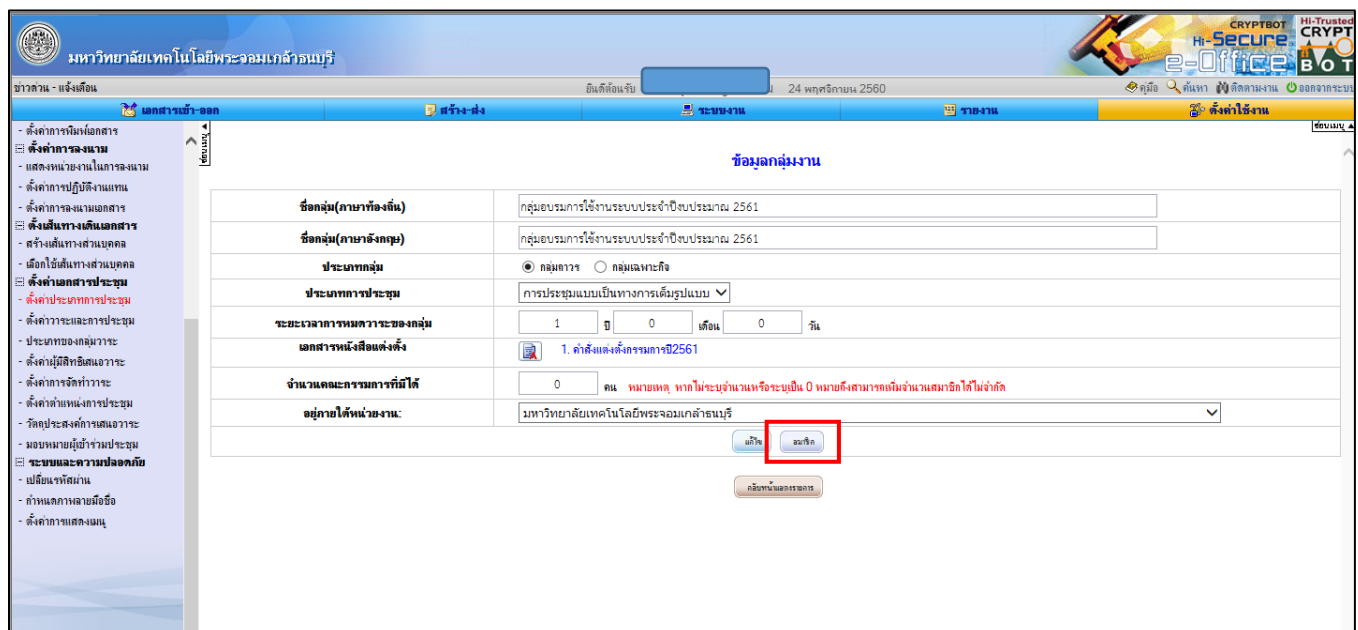 มหาวิทยาลัยเทคโนโลยีพระจอมเกล้าธนบุรี
CRYPTBOT
Hi-Secure
e-Office
Hi-Trusted
CRYPT
BOT
ข่าวด่วน - แจ้งเตือน
ยินดีต้อนรับ
24 พฤศจิกายน 2560
คู่มือ ค้นหา ติดตามงาน ออกจากระบบ
เอกสารเข้า-ออก สร้าง-ส่ง ระบบงาน รายงาน ตั้งค่าใช้งาน
ซ่อนเมนู
ซ่อนเมนู
- ตั้งค่าการพิมพ์เอกสาร
ตั้งค่าการลงนาม
- แสดงหน่วยงานในการลงนาม
- ตั้งค่าการปฏิบัติงานแทน
- ตั้งค่าการลงนามเอกสาร
ตั้งเส้นทางเดินเอกสาร
- สร้างเส้นทางส่วนบุคคล
- เลือกใช้เส้นทางส่วนบุคคล
ตั้งค่าเอกสารประชุม
- ตั้งค่าประเภทการประชุม
- ตั้งค่าวาระและการประชุม
- ประเภทของกลุ่มวาระ
- ตั้งค่าผู้มีสิทธิเสนอวาระ
- ตั้งค่าการจัดทำวาระ
- ตั้งค่าตำแหน่งการประชุม
- วัตถุประสงค์การเสนอวาระ
- มอบหมายผู้เข้าร่วมประชุม
ระบบและความปลอดภัย
- เปลี่ยนรหัสผ่าน
- กำหนดภาพลายมือชื่อ
- ตั้งค่าการแสดงเมนู
ข้อมูลกลุ่มงาน
ชื่อกลุ่ม(ภาษาท้องถิ่น) กลุ่มอบรมการใช้งานระบบประจำปีงบประมาณ 2561
ชื่อกลุ่ม(ภาษาอังกฤษ) กลุ่มอบรมการใช้งานระบบประจำปีงบประมาณ 2561
ประเภทกลุ่ม กลุ่มถาวร กลุ่มเฉพาะกิจ
ประเภทการประชุม การประชุมแบบเป็นทางการเต็มรูปแบบ
ระยะเวลาการหมดวาระของกลุ่ม 1 ปี 0 เดือน 0 วัน
เอกสารหนังสือแต่งตั้ง 1. คำสั่งแต่งตั้งกรรมการปี2561
จำนวนคณะกรรมการที่มีได้ 0 คน หมายเหตุ หากไม่ระบุจำนวนหรือระบุเป็น 0 หมายถึงสามารถเพิ่มจำนวนสมาชิกได้ไม่จำกัด
อยู่ภายใต้หน่วยงาน: มหาวิทยาลัยเทคโนโลยีพระจอมเกล้าธนบุรี
แก้ไข สมาชิก
กลับหน้าแสดงรายการ